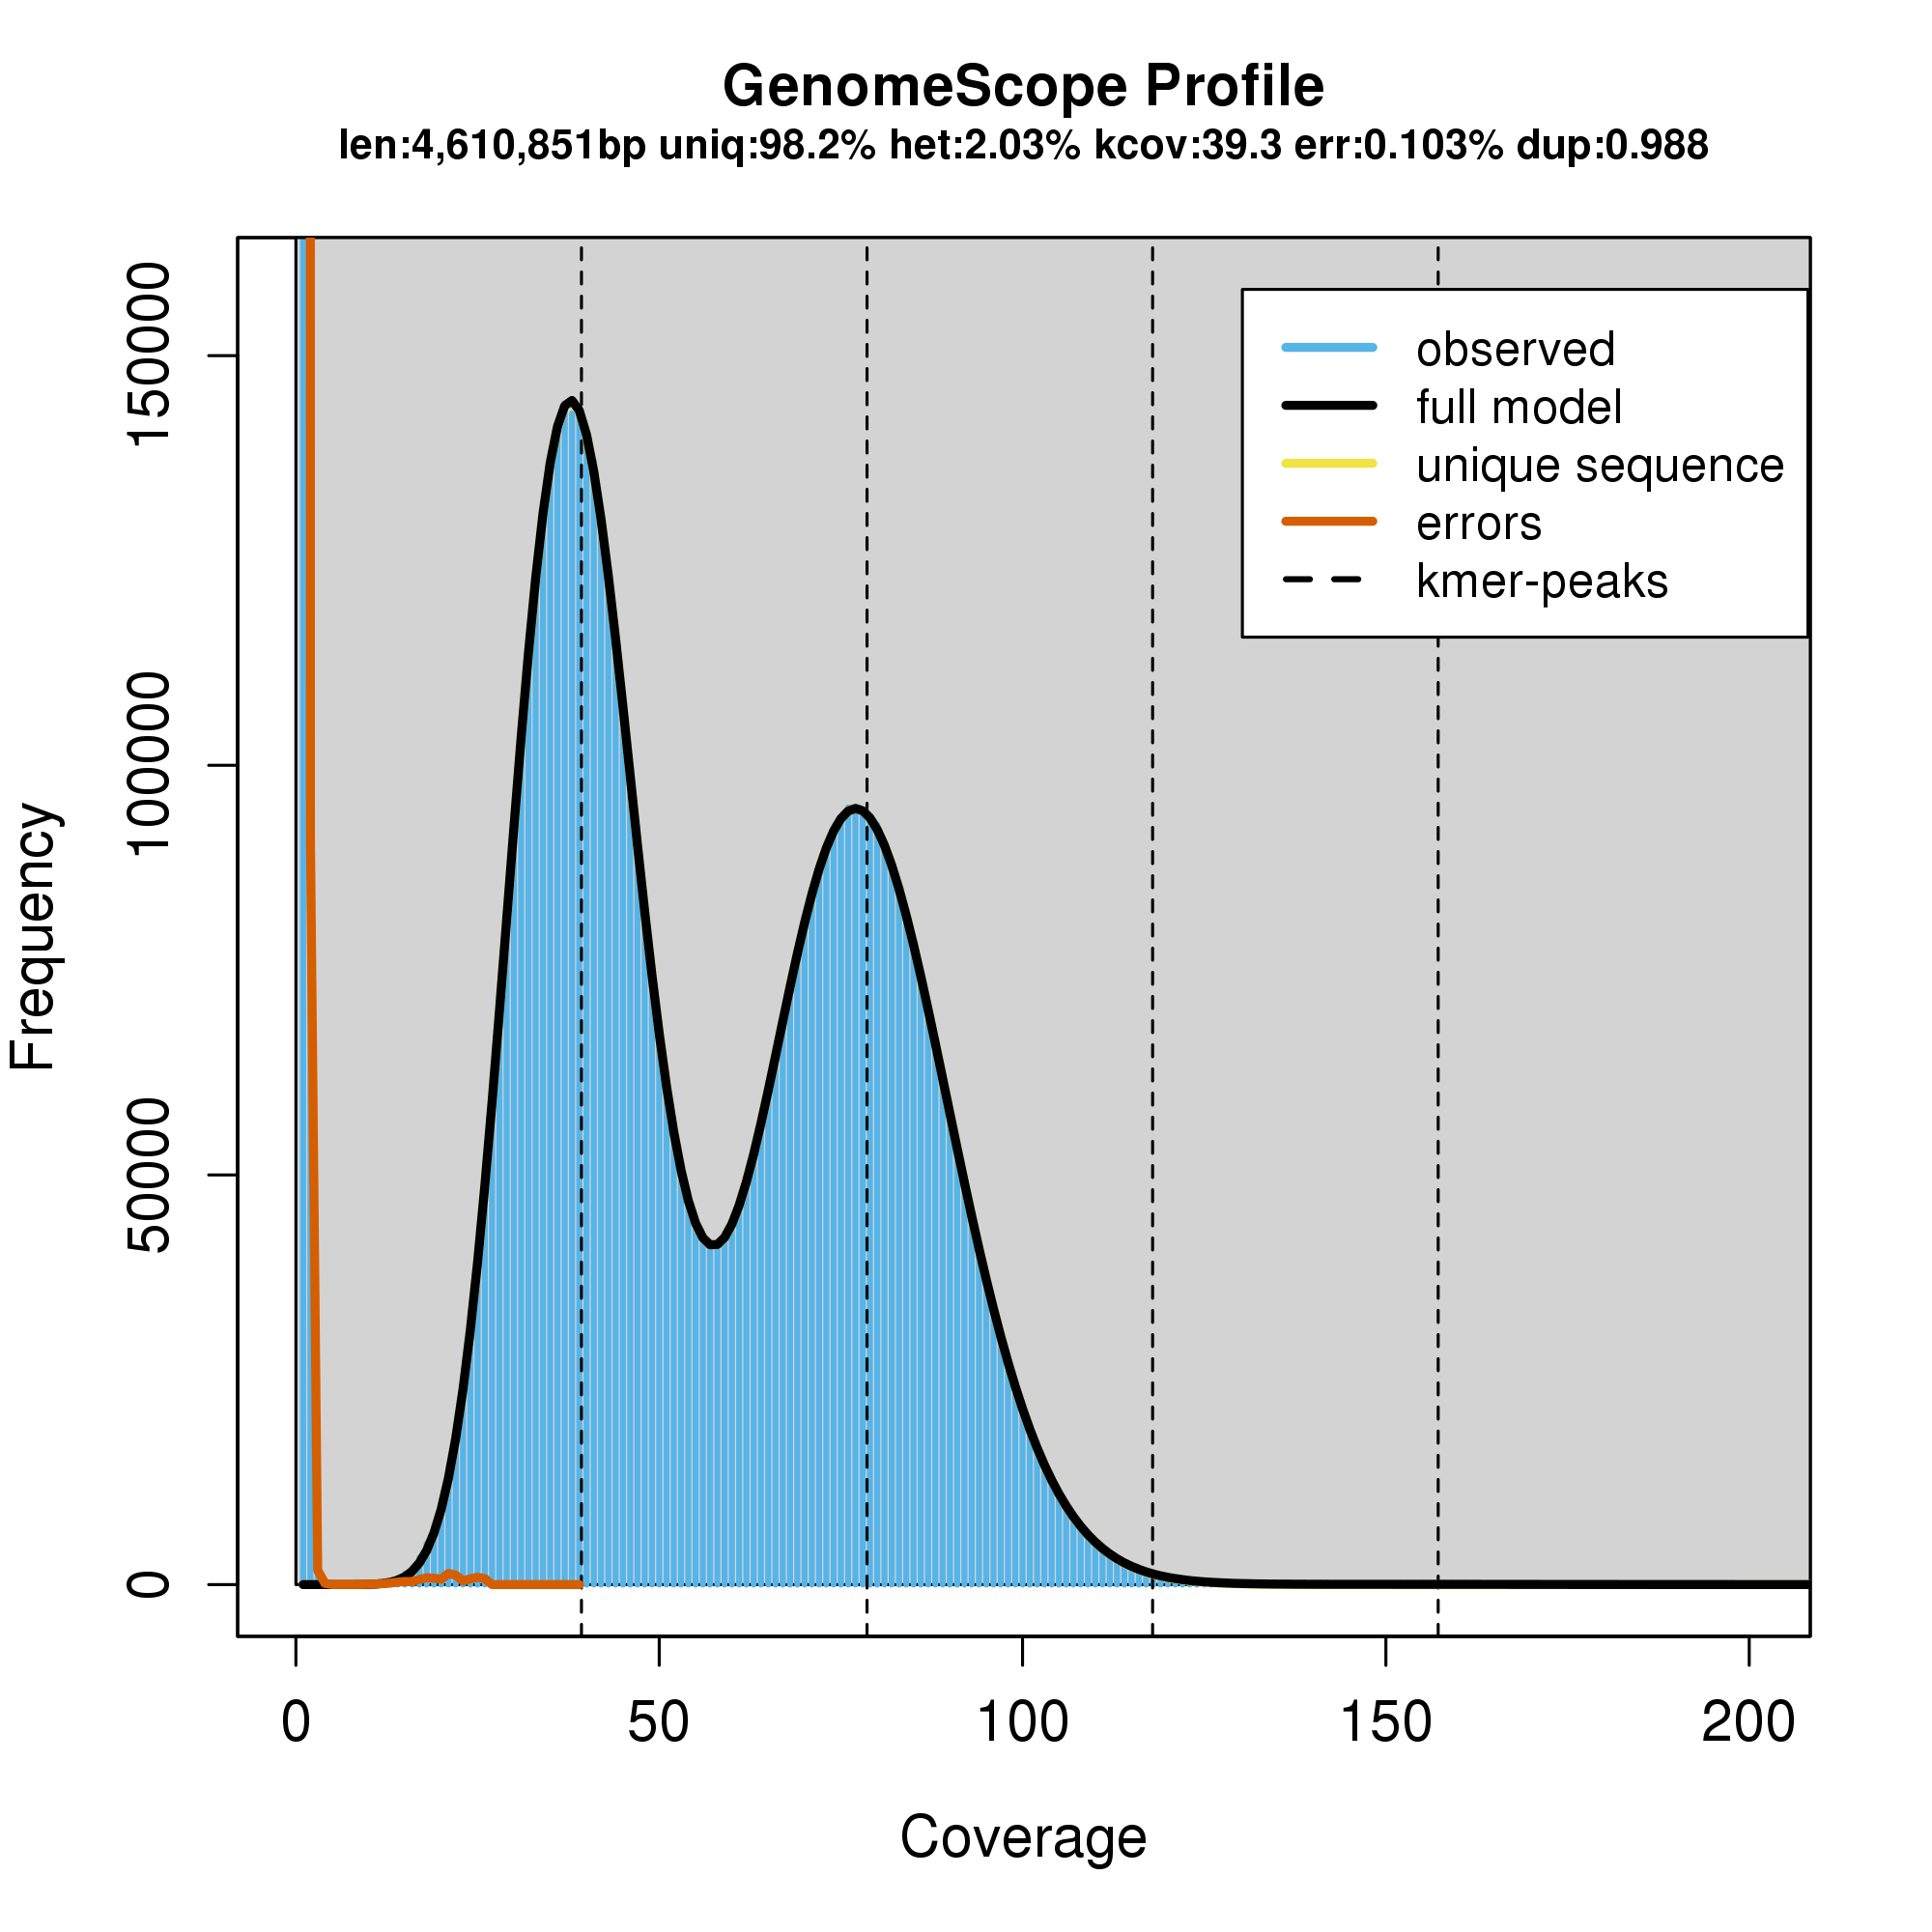 GenomeScope Profile
len:4,610,851bp uniq:98.2% het:2.03% kcov:39.3 err:0.103% dup:0.988
observed
full model
unique sequence
errors
kmer-peaks
Frequency
150000
100000
50000
0
0 50 100 150 200
Coverage